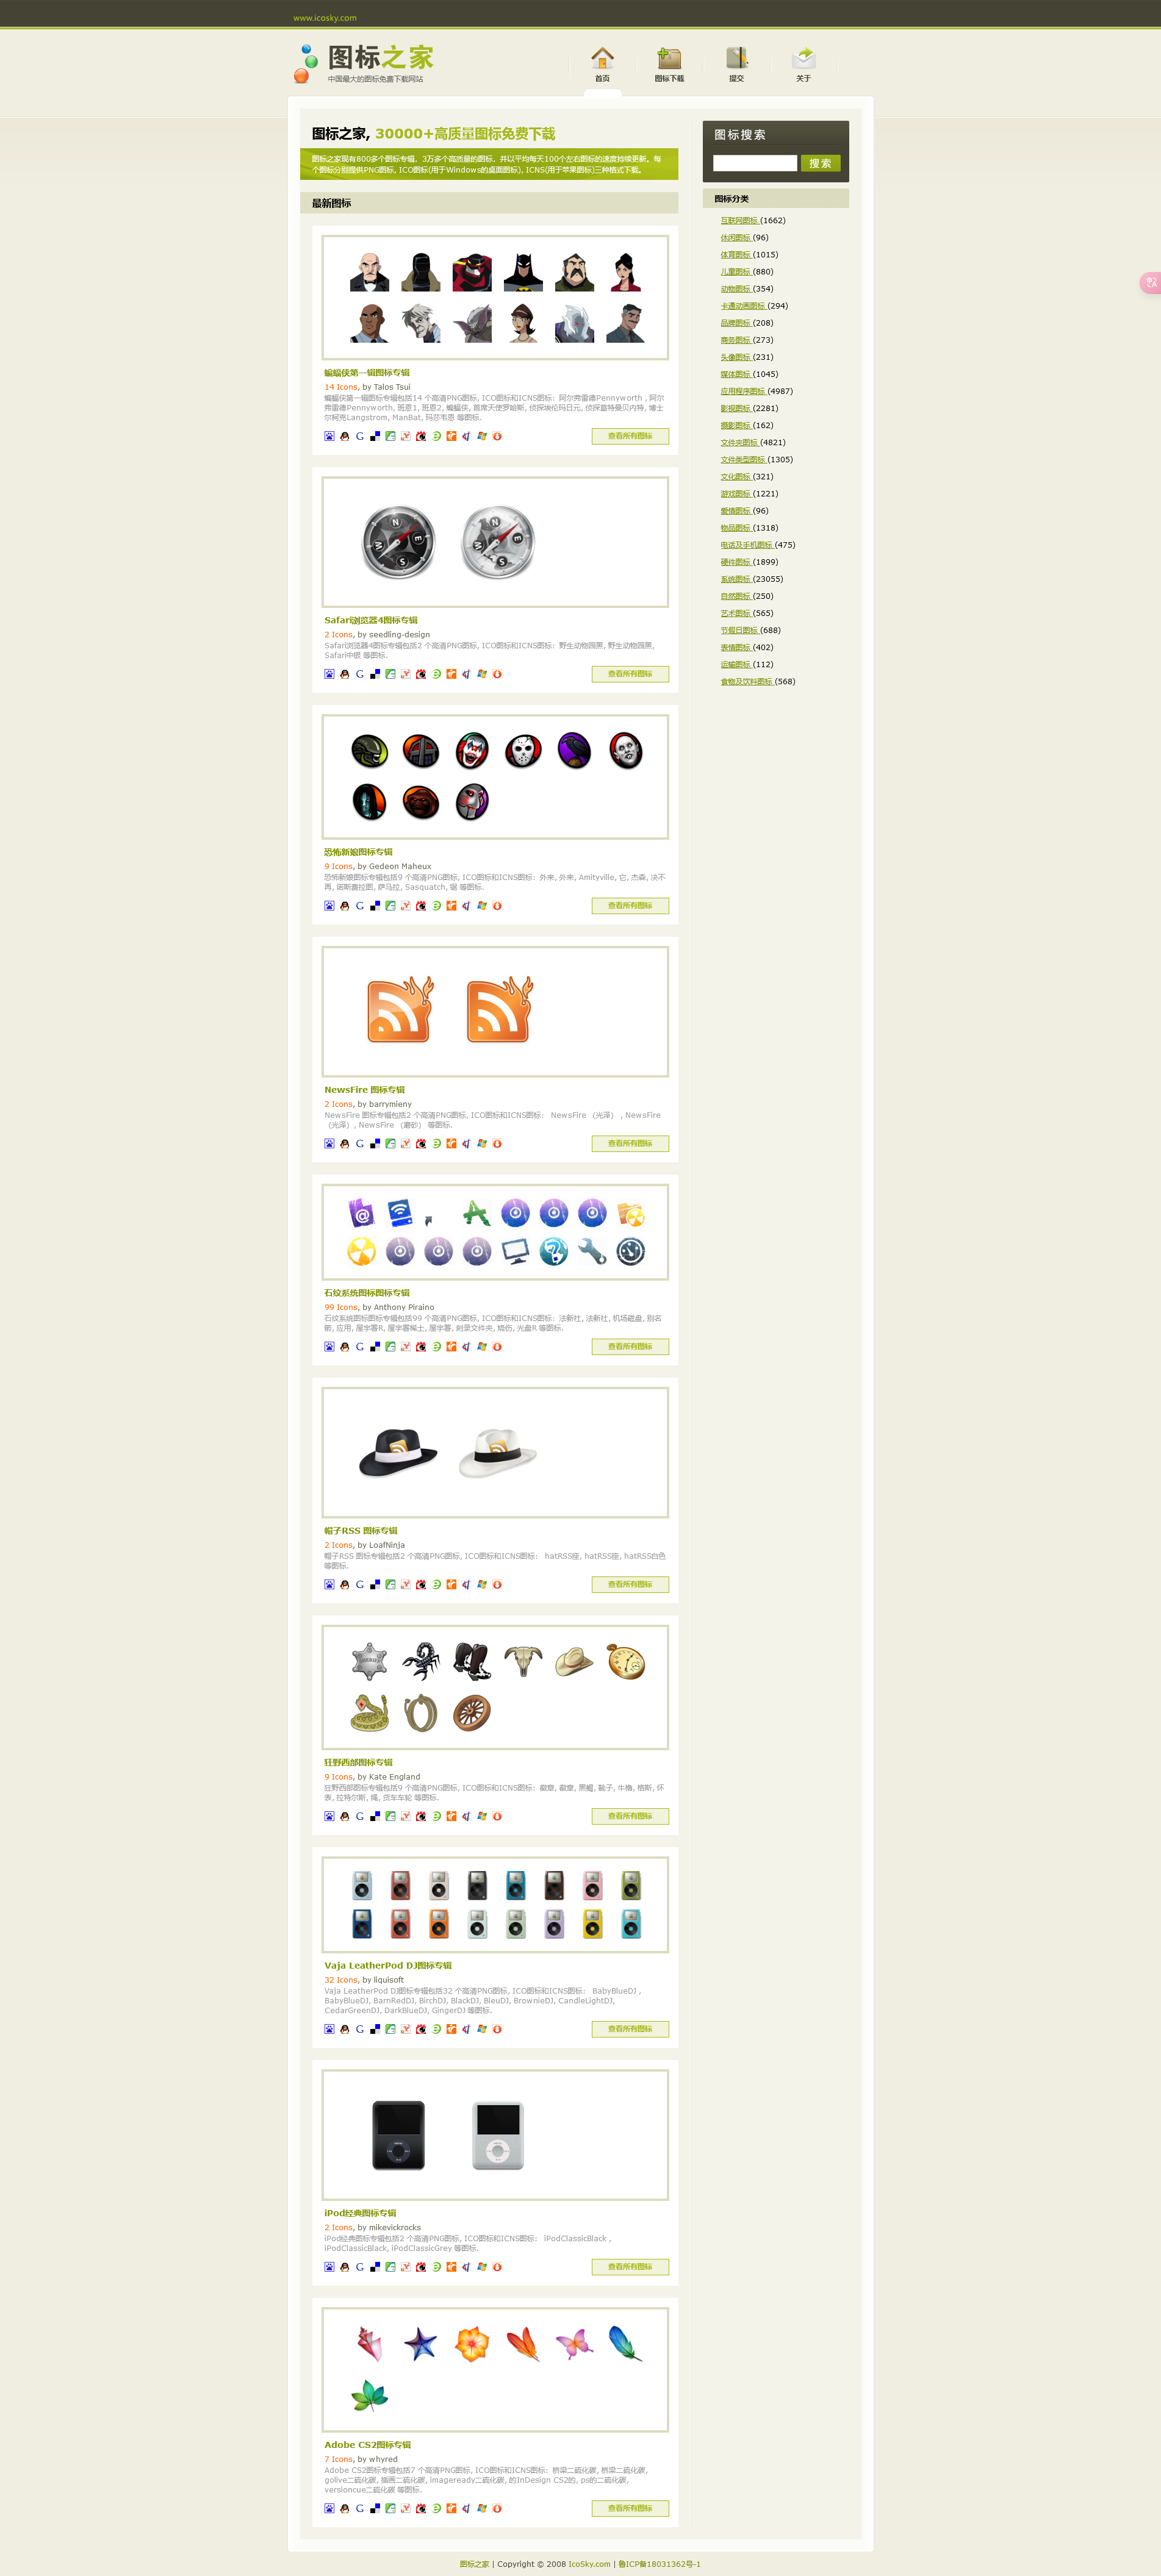 www.icosky.com
图标之家
中国最大的图标免费下载网站
首页
图标下载
提交
关于
图标之家, 30000+高质量图标免费下载
图标之家现有800多个图标专辑, 3万多个高质量的图标, 并以平均每天100个左右图标的速度持续更新。每
个图标分别提供PNG图标, ICO图标(用于Windows的桌面图标), ICNS(用于苹果图标)三种格式下载。
最新图标
蝙蝠侠第一辑图标专辑
14 Icons, by Talos Tsui
蝙蝠侠第一辑图标专辑包括14 个高清PNG图标, ICO图标和ICNS图标: 阿尔弗雷德Pennyworth , 阿尔
弗雷德Pennyworth, 班恩1, 班恩2, 蝙蝠侠, 首席天使罗哈斯, 侦探埃伦玛日元, 侦探嘉特曼贝内特, 博士
尔柯克Langstrom, ManBat, 玛莎韦恩 等图标.
查看所有图标
Safari浏览器4图标专辑
2 Icons, by seedling-design
Safari浏览器4图标专辑包括2 个高清PNG图标, ICO图标和ICNS图标: 野生动物园黑, 野生动物园黑,
Safari中银 等图标.
查看所有图标
恐怖新娘图标专辑
9 Icons, by Gedeon Maheux
恐怖新娘图标专辑包括9 个高清PNG图标, ICO图标和ICNS图标: 外来, 外来, Amityville, 它, 杰森, 决不
再, 诺斯费拉图, 萨马拉, Sasquatch, 锯 等图标.
查看所有图标
NewsFire 图标专辑
2 Icons, by barrymieny
NewsFire 图标专辑包括2 个高清PNG图标, ICO图标和ICNS图标: NewsFire （光泽） , NewsFire
（光泽）, NewsFire （磨砂） 等图标.
查看所有图标
石纹系统图标图标专辑
99 Icons, by Anthony Piraino
石纹系统图标图标专辑包括99 个高清PNG图标, ICO图标和ICNS图标: 法新社, 法新社, 机场磁盘, 别名
箭, 应用, 屋宇署R, 屋宇署稀土, 屋宇署, 刻录文件夹, 烧伤, 光盘R 等图标.
查看所有图标
帽子RSS 图标专辑
2 Icons, by LoafNinja
帽子RSS 图标专辑包括2 个高清PNG图标, ICO图标和ICNS图标: hatRSS座, hatRSS座, hatRSS白色
等图标.
查看所有图标
狂野西部图标专辑
9 Icons, by Kate England
狂野西部图标专辑包括9 个高清PNG图标, ICO图标和ICNS图标: 徽章, 徽章, 黑蝎, 靴子, 牛桷, 格斯, 怀
表, 拉特尔斯, 绳, 货车车轮 等图标.
查看所有图标
Vaja LeatherPod DJ图标专辑
32 Icons, by liquisoft
Vaja LeatherPod DJ图标专辑包括32 个高清PNG图标, ICO图标和ICNS图标: BabyBlueDJ ,
BabyBlueDJ, BarnRedDJ, BirchDJ, BlackDJ, BleuDJ, BrownieDJ, CandleLightDJ,
CedarGreenDJ, DarkBlueDJ, GingerDJ 等图标.
查看所有图标
iPod经典图标专辑
2 Icons, by mikevickrocks
iPod经典图标专辑包括2 个高清PNG图标, ICO图标和ICNS图标: iPodClassicBlack ,
iPodClassicBlack, iPodClassicGrey 等图标.
查看所有图标
Adobe CS2图标专辑
7 Icons, by whyred
Adobe CS2图标专辑包括7 个高清PNG图标, ICO图标和ICNS图标: 桥梁二硫化碳, 桥梁二硫化碳,
golive二硫化碳, 插画二硫化碳, imageready二硫化碳, 的InDesign CS2的, ps的二硫化碳,
versioncue二硫化碳 等图标.
查看所有图标
图标搜索
搜索
图标分类
互联网图标 (1662)
休闲图标 (96)
体育图标 (1015)
儿童图标 (880)
动物图标 (354)
卡通动画图标 (294)
品牌图标 (208)
商务图标 (273)
头像图标 (231)
媒体图标 (1045)
应用程序图标 (4987)
影视图标 (2281)
摄影图标 (162)
文件夹图标 (4821)
文件类型图标 (1305)
文化图标 (321)
游戏图标 (1221)
爱情图标 (96)
物品图标 (1318)
电话及手机图标 (475)
硬件图标 (1899)
系统图标 (23055)
自然图标 (250)
艺术图标 (565)
节假日图标 (688)
表情图标 (402)
运输图标 (112)
食物及饮料图标 (568)
图标之家 | Copyright © 2008 IcoSky.com | 鲁ICP备18031362号-1